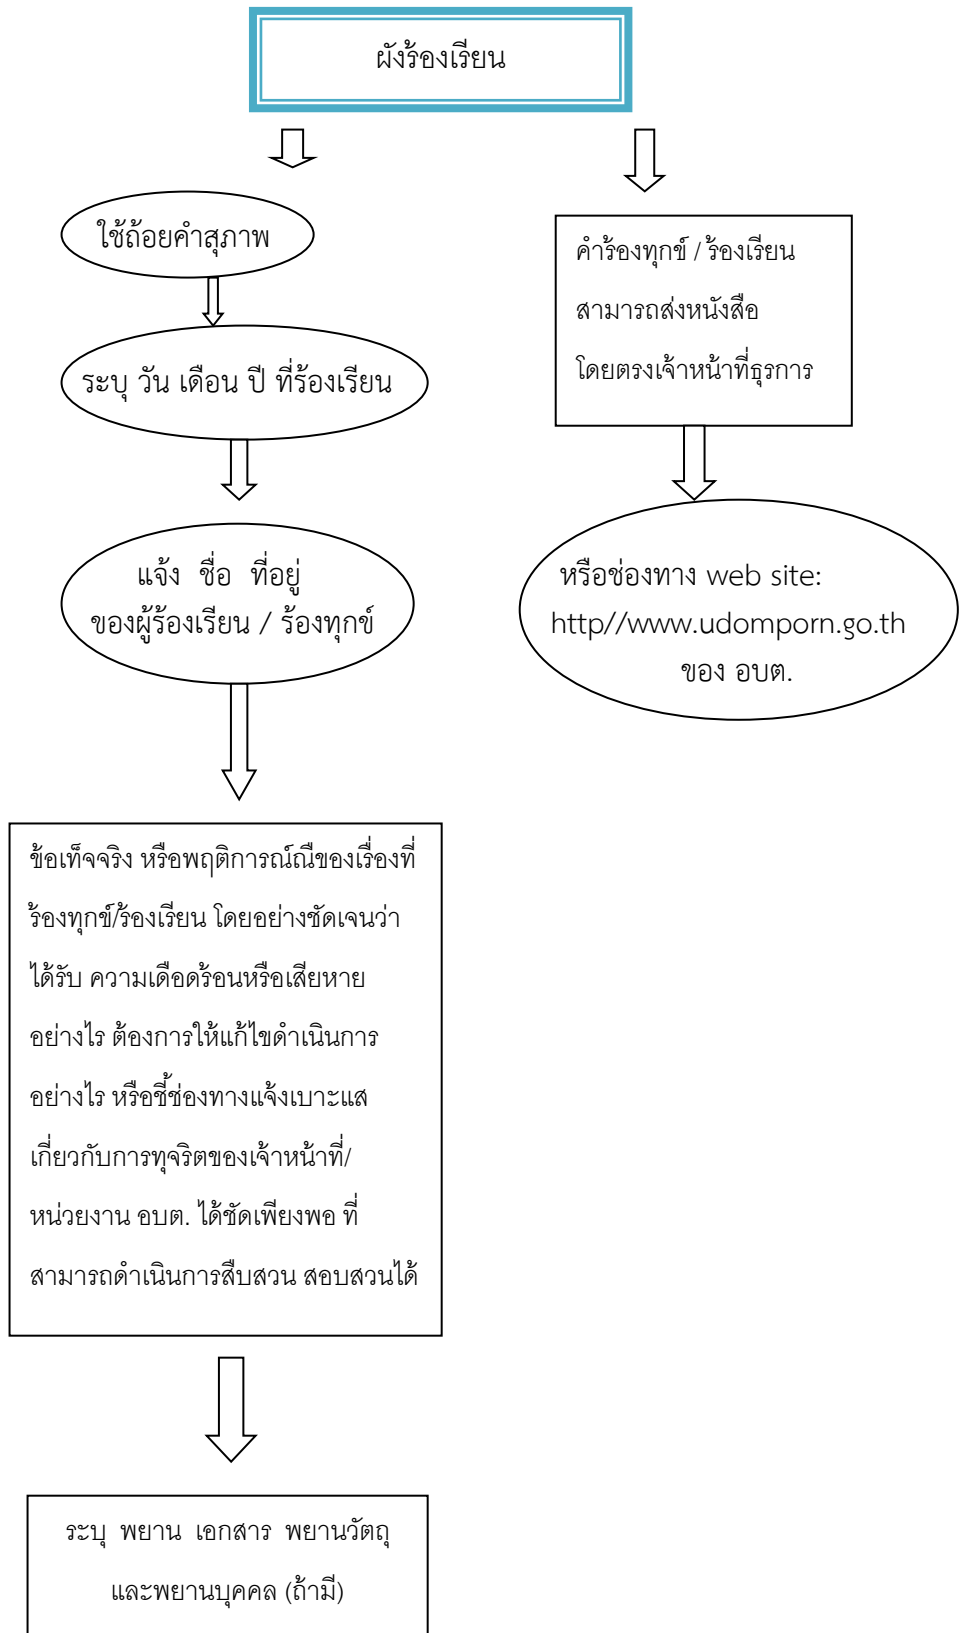 ผังร้องเรียน
ใช้ถ้อยคำสุภาพ
ระบุ วัน เดือน ปี ที่ร้องเรียน
แจ้ง ชื่อ ที่อยู่
ของผู้ร้องเรียน / ร้องทุกข์
ข้อเท็จจริง หรือพฤติการณ์ณืของเรื่องที่
ร้องทุกข์/ร้องเรียน โดยอย่างชัดเจนว่า
ได้รับ ความเดือดร้อนหรือเสียหาย
อย่างไร ต้องการให้แก้ไขดำเนินการ
อย่างไร หรือชี้ช่องทางแจ้งเบาะแส
เกี่ยวกับการทุจริตของเจ้าหน้าที่/
หน่วยงาน อบต. ได้ชัดเพียงพอ ที่
สามารถดำเนินการสืบสวน สอบสวนได้
ระบุ พยาน เอกสาร พยานวัตถุ
และพยานบุคคล (ถ้ามี)
คำร้องทุกข์ / ร้องเรียน
สามารถส่งหนังสือ
โดยตรงเจ้าหน้าที่ธุรการ
หรือช่องทาง web site:
http//www.udomporn.go.th
ของ อบต.